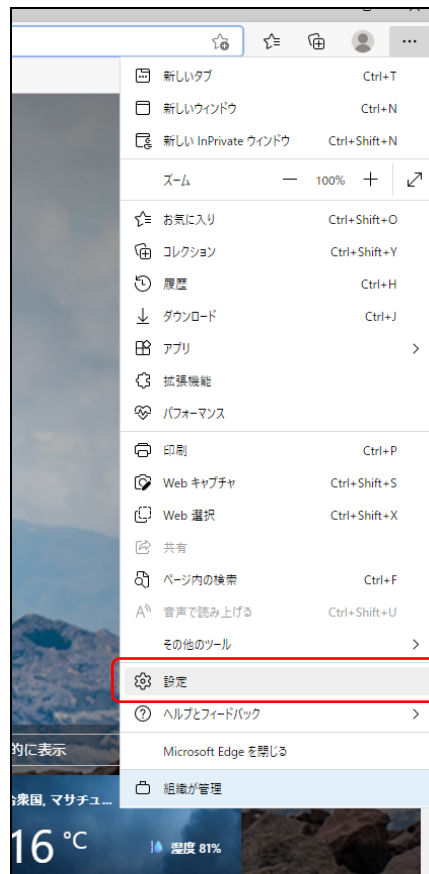 新しいタブ Ctrl+T
新しいウィンドウ Ctrl+N
新しい InPrivate ウィンドウ Ctrl+Shift+N
ズーム 100%
お気に入り Ctrl+Shift+O
コレクション Ctrl+Shift+Y
履歴 Ctrl+H
ダウンロード Ctrl+J
アプリ
拡張機能
パフォーマンス
印刷 Ctrl+P
Web キャプチャ Ctrl+Shift+S
Web 選択 Ctrl+Shift+X
共有
ページ内の検索 Ctrl+F
音声で読み上げる Ctrl+Shift+U
その他のツール
設定
ヘルプとフィードバック
的に表示
Microsoft Edge を閉じる
組織が管理
衆国, マサチュ...
16 °C
湿度 81%